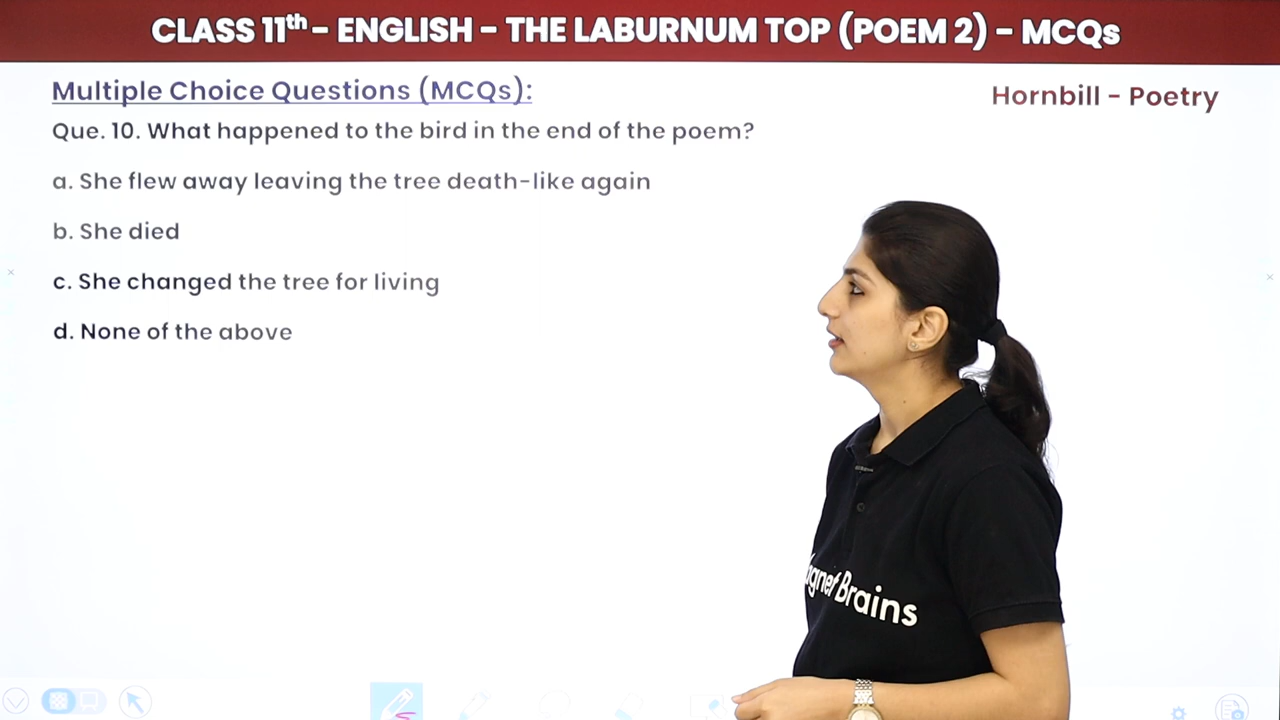 CLASS 11th - ENGLISH - THE LABURNUM TOP (POEM 2) - MCQs
Multiple Choice Questions (MCQs):
Hornbill - Poetry
Que. 10. What happened to the bird in the end of the poem?
a. She flew away leaving the tree death-like again
b. She died
c. She changed the tree for living
d. None of the above
Brains